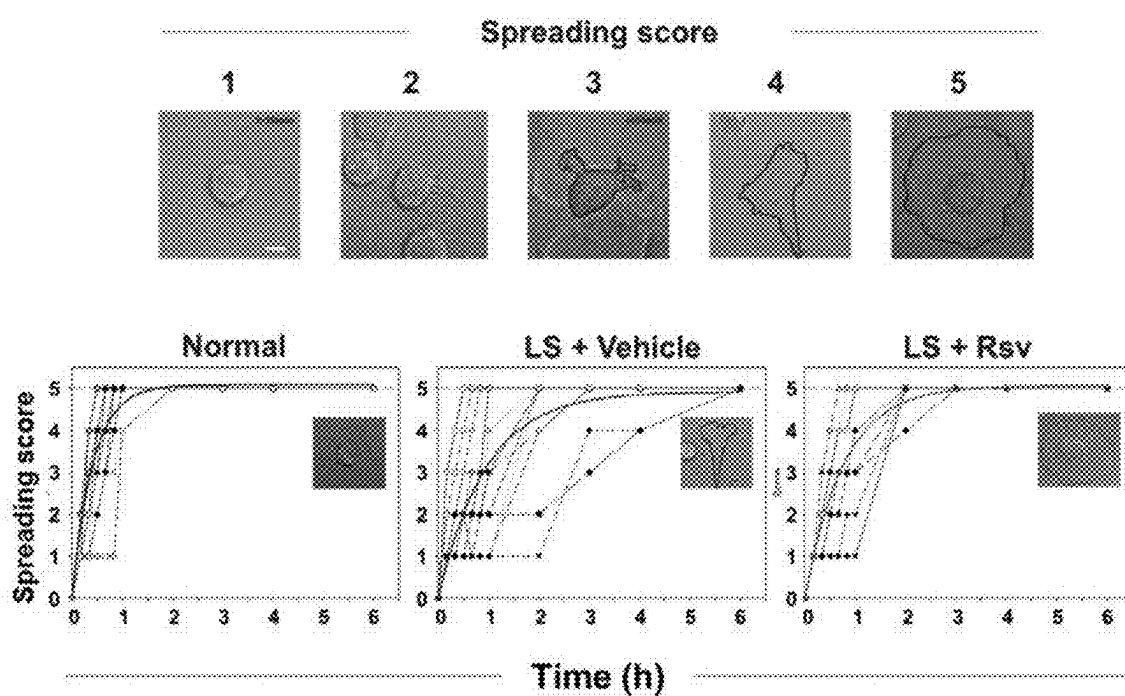 Spreading score
1 2 3 4 5
Normal LS + Vehicle LS + Rsv
Spreading score
5 5 5
4 4 4
3 3 3
2 2 2
1 1 1
0 0 0
0 1 2 3 4 5 6 0 1 2 3 4 5 6 0 1 2 3 4 5 6
Time (h)